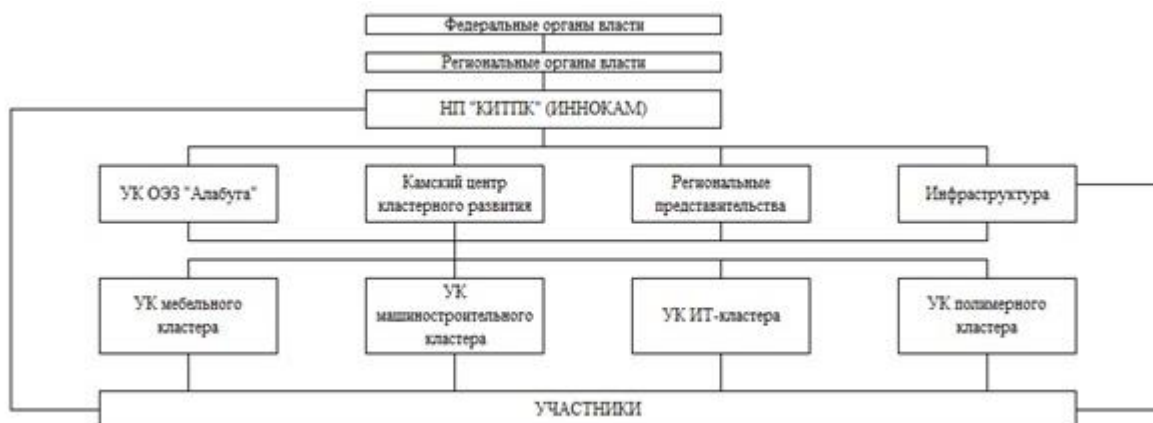 Федеральные органы власти
Региональные органы власти
НП "КИТПК" (ИННОКАМ)
УК ОЭЗ "Алабуга"
Камский центр
кластерного развития
Региональные
представительства
Инфраструктура
УК мебельного
кластера
УК
машиностроительного
кластера
УК ИТ-кластера
УК полимерного
кластера
УЧАСТНИКИ